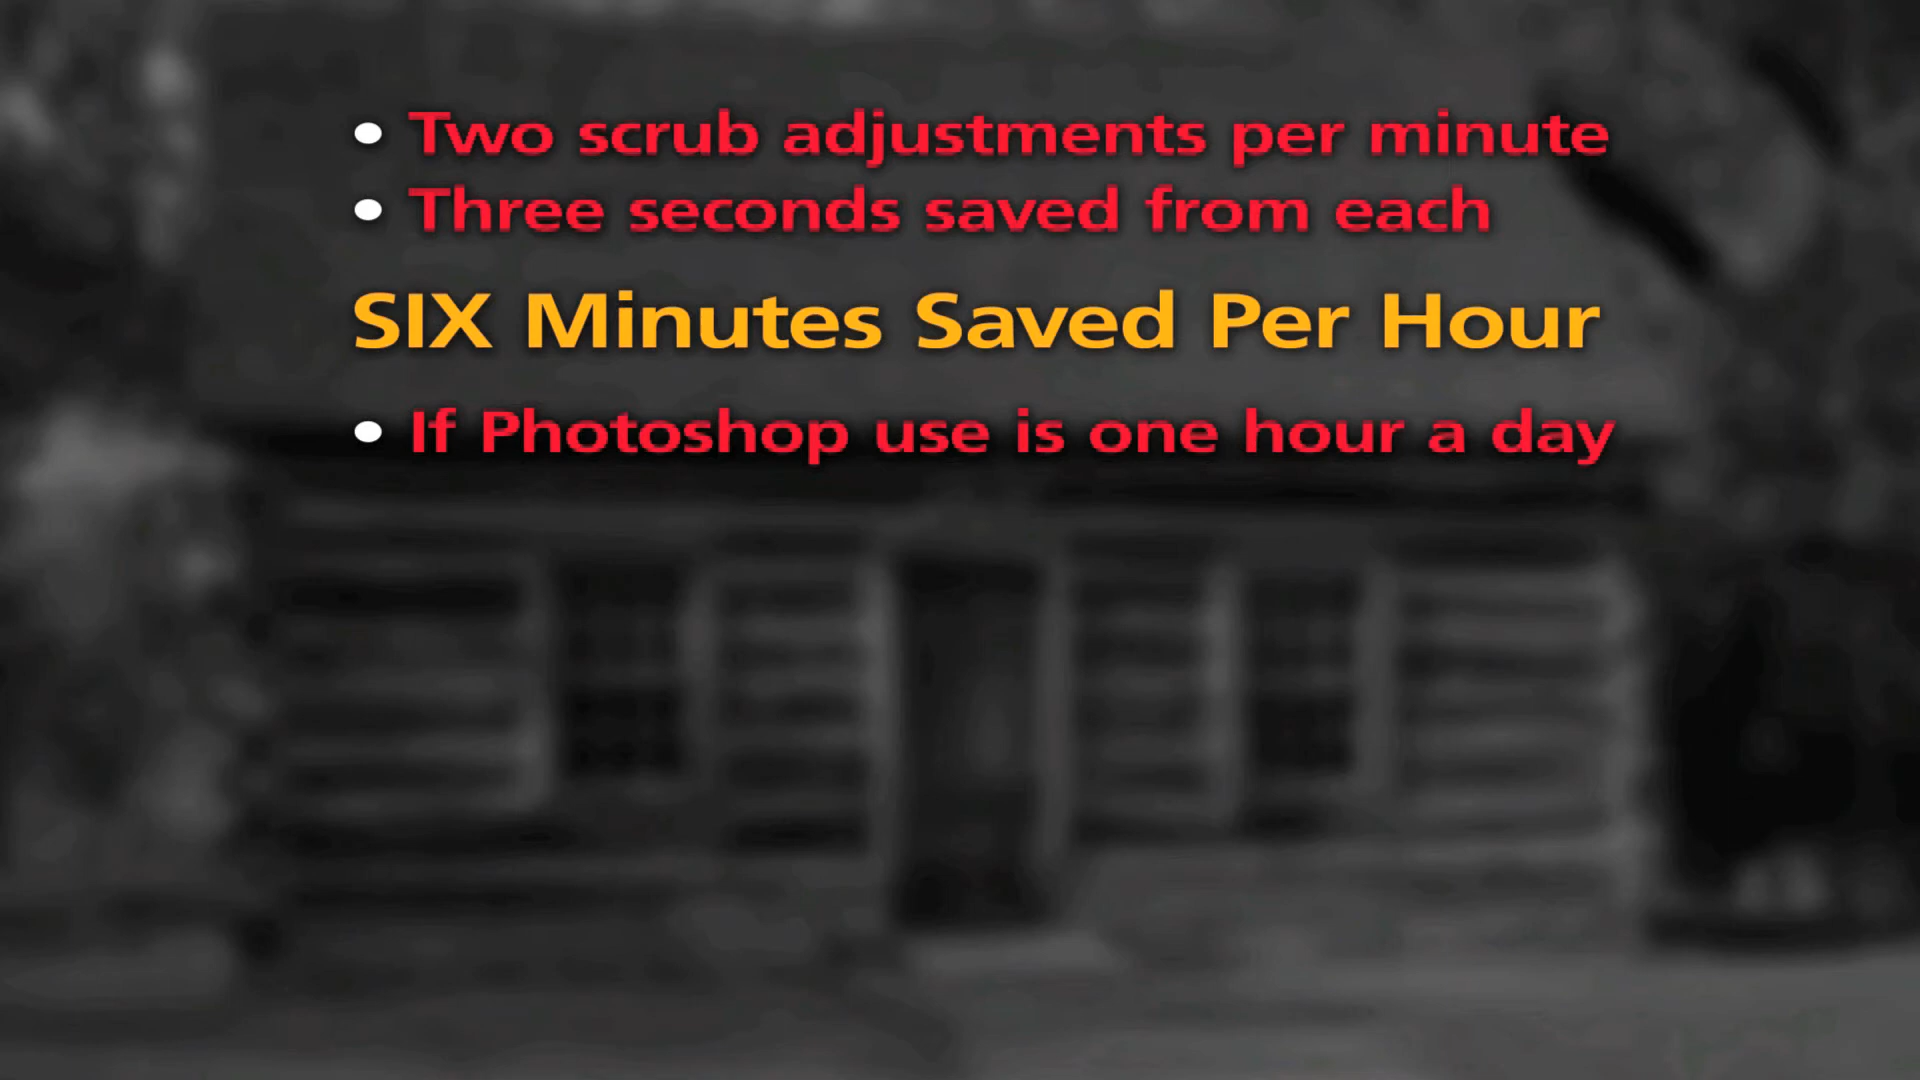 • Two scrub adjustments per minute
• Three seconds saved from each
SIX Minutes Saved Per Hour
• If Photoshop use is one hour a day